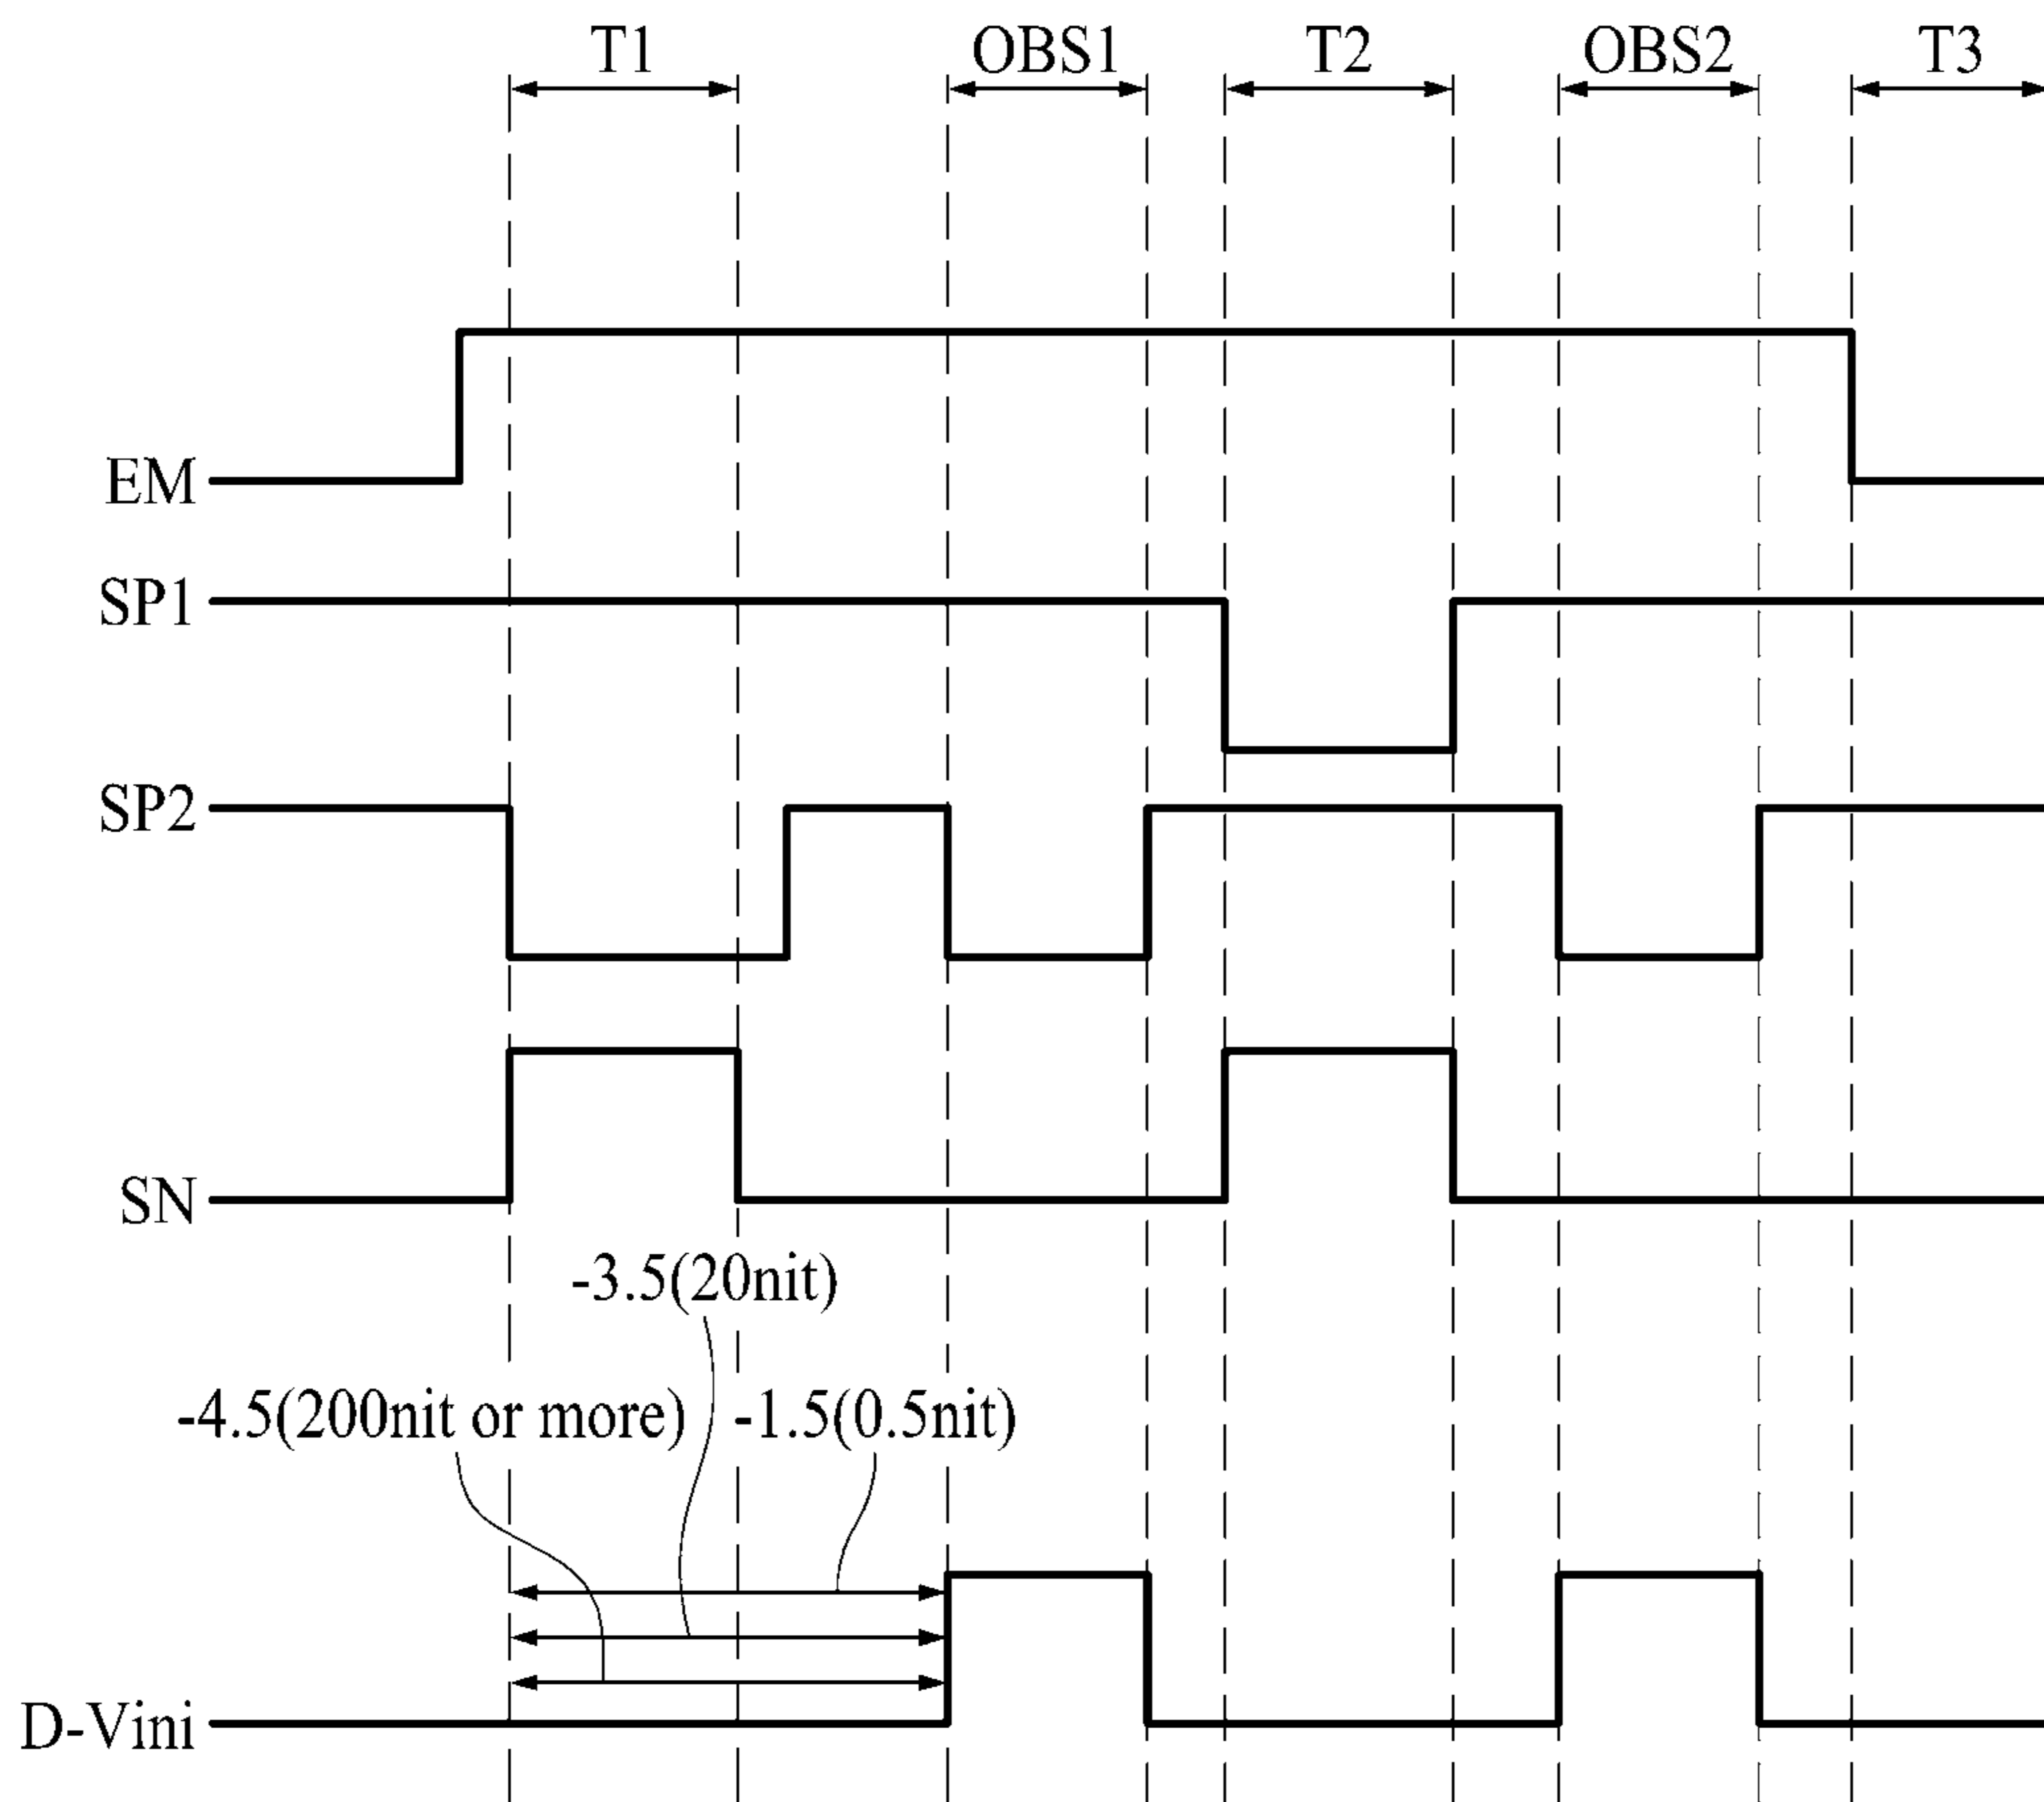 T1 OBS1 T2 OBS2 T3
EM
SP1
SP2
SN
-3.5(20nit)
-4.5(200nit or more) -1.5(0.5nit)
D-Vini